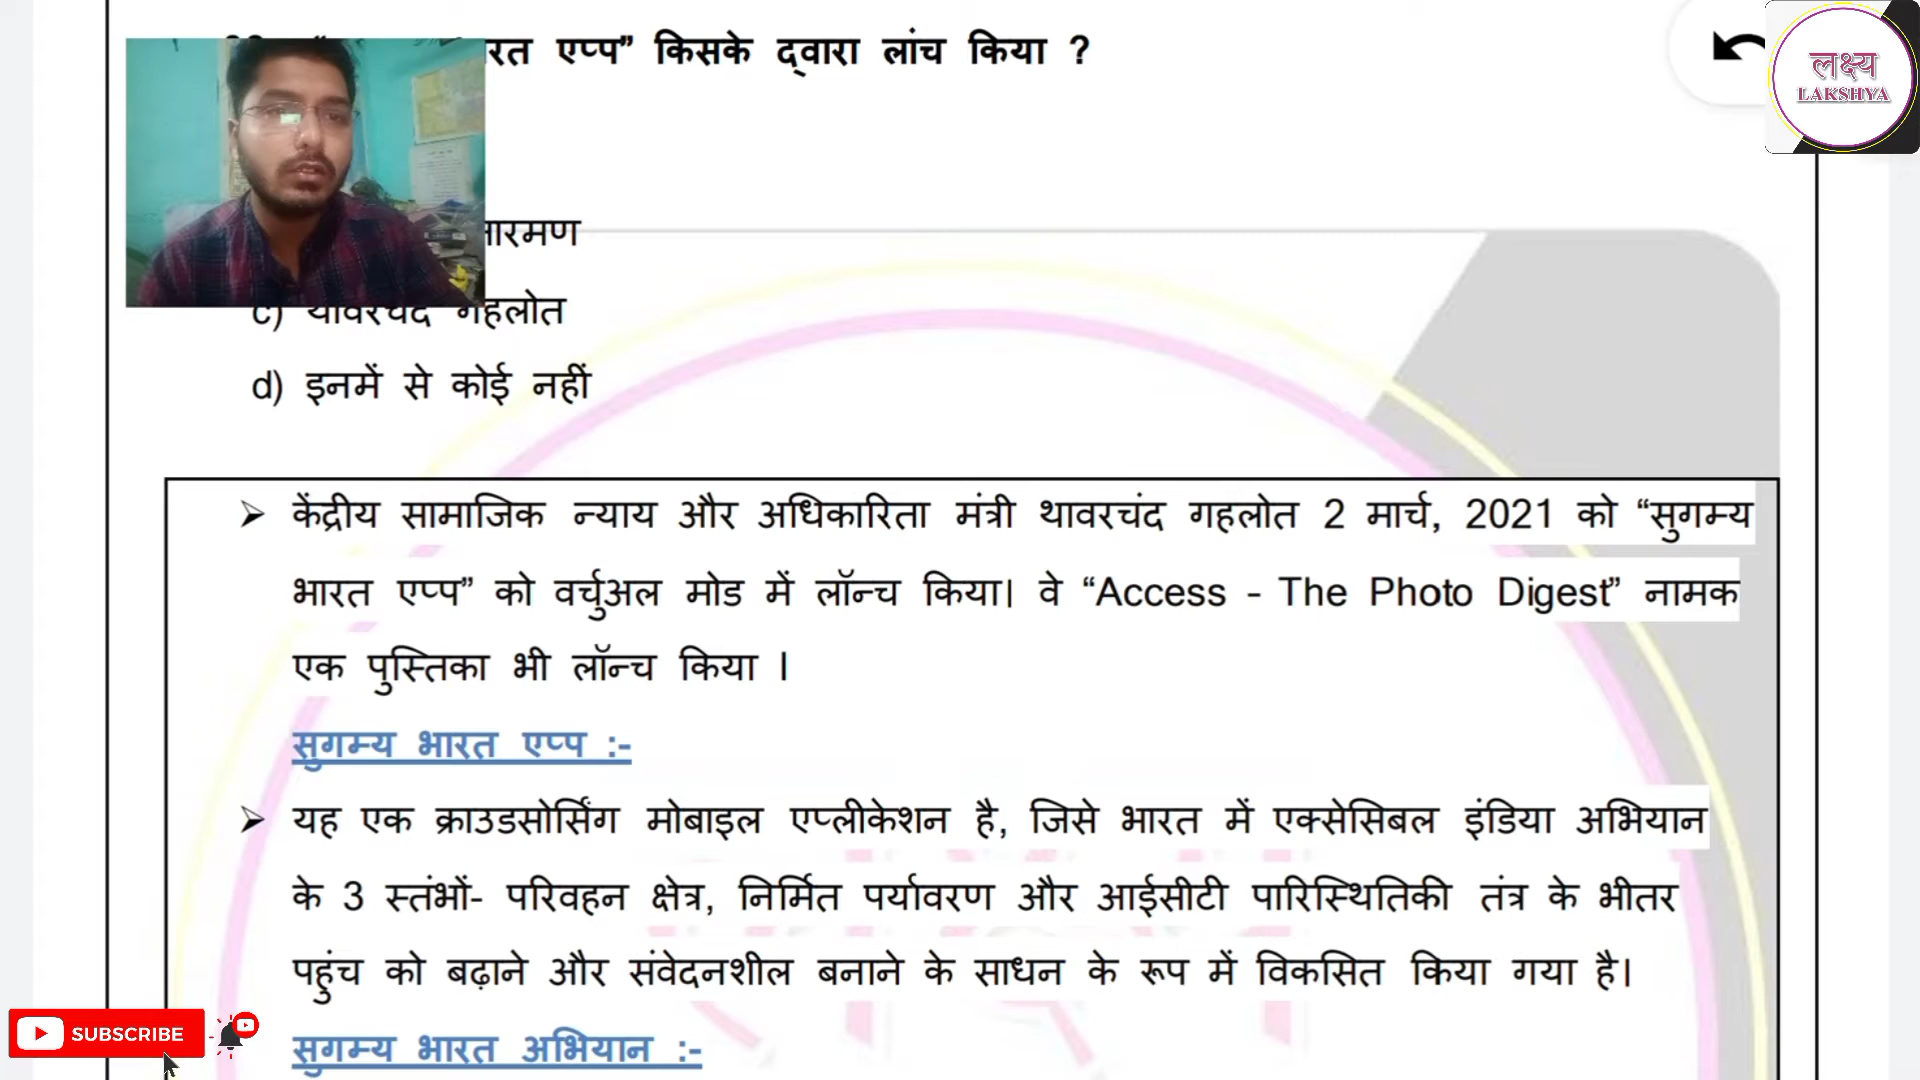 एप्प” किसके द्वारा लांच किया ?
लक्ष्य
LAKSHYA
c) थावरचंद गहलोत
d) इनमें से कोई नहीं
➢ केंद्रीय सामाजिक न्याय और अधिकारिता मंत्री थावरचंद गहलोत 2 मार्च, 2021 को “सुगम्य
भारत एप्प” को वर्चुअल मोड में लॉन्च किया। वे “Access - The Photo Digest” नामक
एक पुस्तिका भी लॉन्च किया ।
सुगम्य भारत एप्प :-
➢ यह एक क्राउडसोर्सिंग मोबाइल एप्लीकेशन है, जिसे भारत में एक्सेसिबल इंडिया अभियान
के 3 स्तंभों- परिवहन क्षेत्र, निर्मित पर्यावरण और आईसीटी पारिस्थितिकी तंत्र के भीतर
पहुंच को बढ़ाने और संवेदनशील बनाने के साधन के रूप में विकसित किया गया है।
SUBSCRIBE
सुगम्य भारत अभियान :-